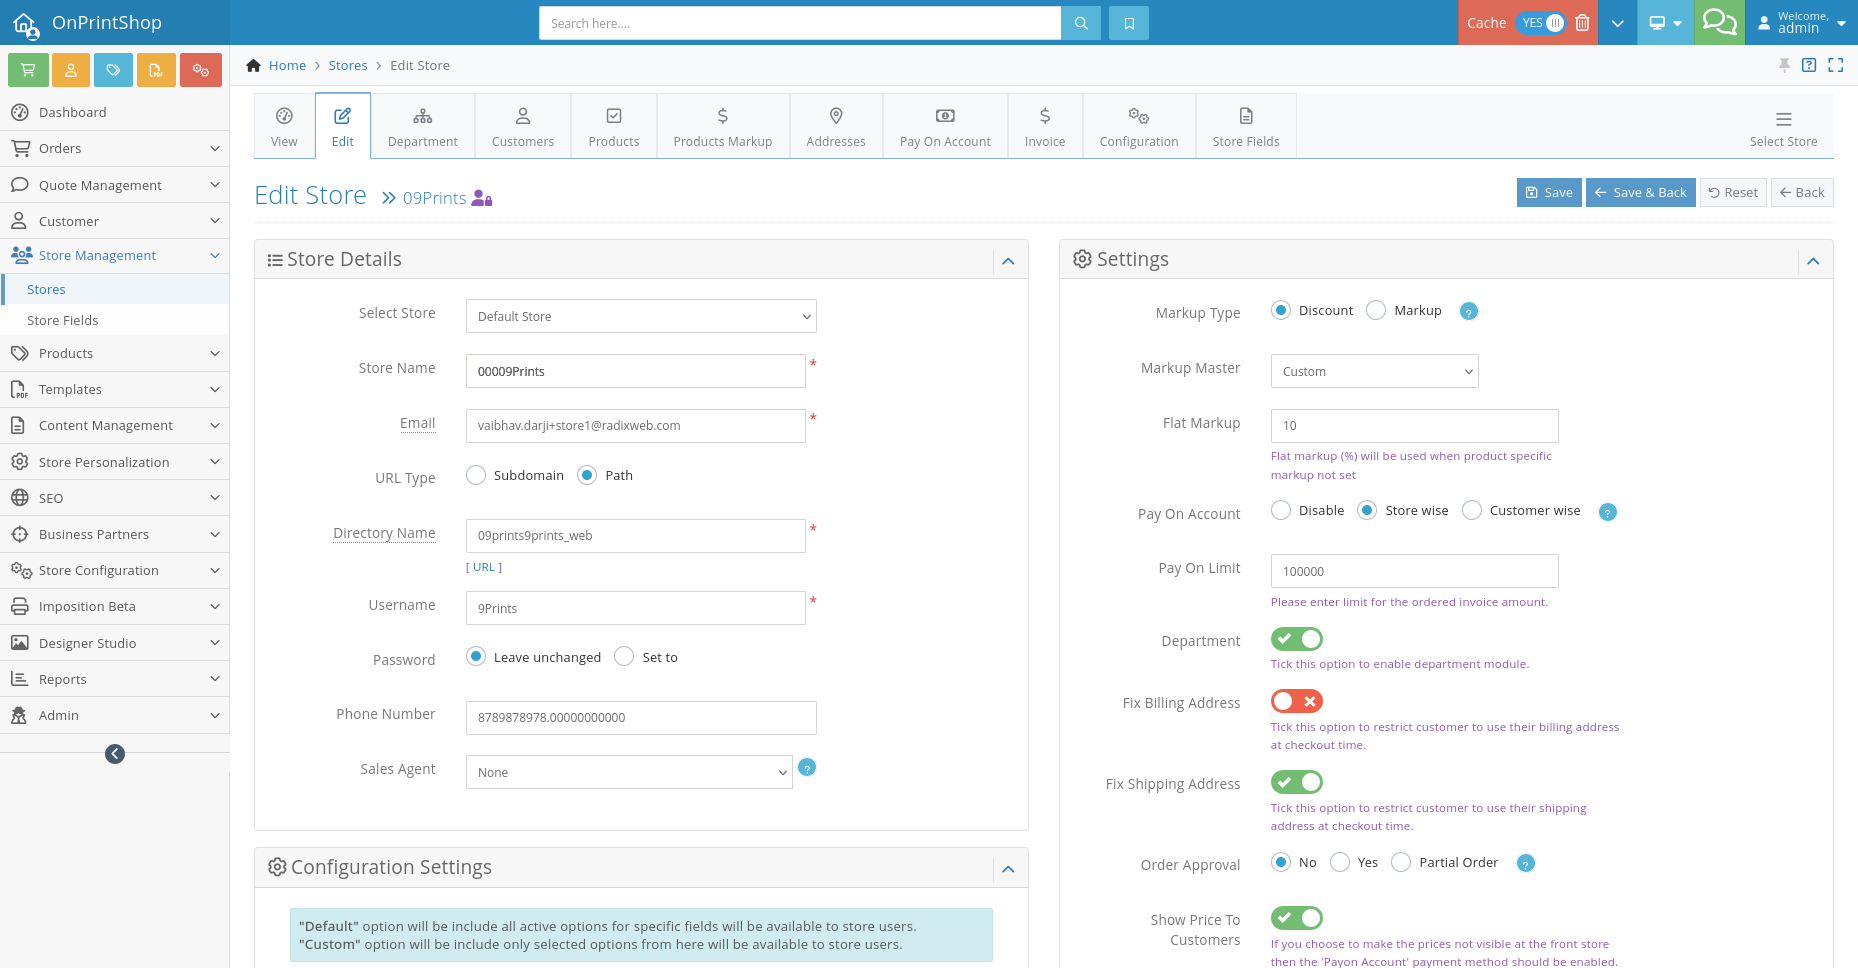 OnPrintShop
Search here....
Cache YES
Welcome,
admin
Home > Stores > Edit Store
Dashboard
Orders
Quote Management
Customer
Store Management
Stores
Store Fields
Products
Templates
Content Management
Store Personalization
SEO
Business Partners
Store Configuration
Imposition Beta
Designer Studio
Reports
Admin
View
Edit
Department
Customers
Products
Products Markup
Addresses
Pay On Account
Invoice
Configuration
Store Fields
Select Store
Edit Store » 09Prints
Save
Save & Back
Reset
Back
Store Details
Select Store Default Store
Store Name 00009Prints *
Email vaibhav.darji+store1@radixweb.com *
URL Type Subdomain Path
Directory Name 09prints9prints_web *
[ URL ]
Username 9Prints *
Password Leave unchanged Set to
Phone Number 8789878978.00000000000
Sales Agent None ?
Configuration Settings
"Default" option will be include all active options for specific fields will be available to store users.
"Custom" option will be include only selected options from here will be available to store users.
Settings
Markup Type Discount Markup ?
Markup Master Custom
Flat Markup 10
Flat markup (%) will be used when product specific
markup not set
Pay On Account Disable Store wise Customer wise ?
Pay On Limit 100000
Please enter limit for the ordered invoice amount.
Department
Tick this option to enable department module.
Fix Billing Address
Tick this option to restrict customer to use their billing address
at checkout time.
Fix Shipping Address
Tick this option to restrict customer to use their shipping
address at checkout time.
Order Approval No Yes Partial Order ?
Show Price To
Customers
If you choose to make the prices not visible at the front store
then the 'Payon Account' payment method should be enabled.